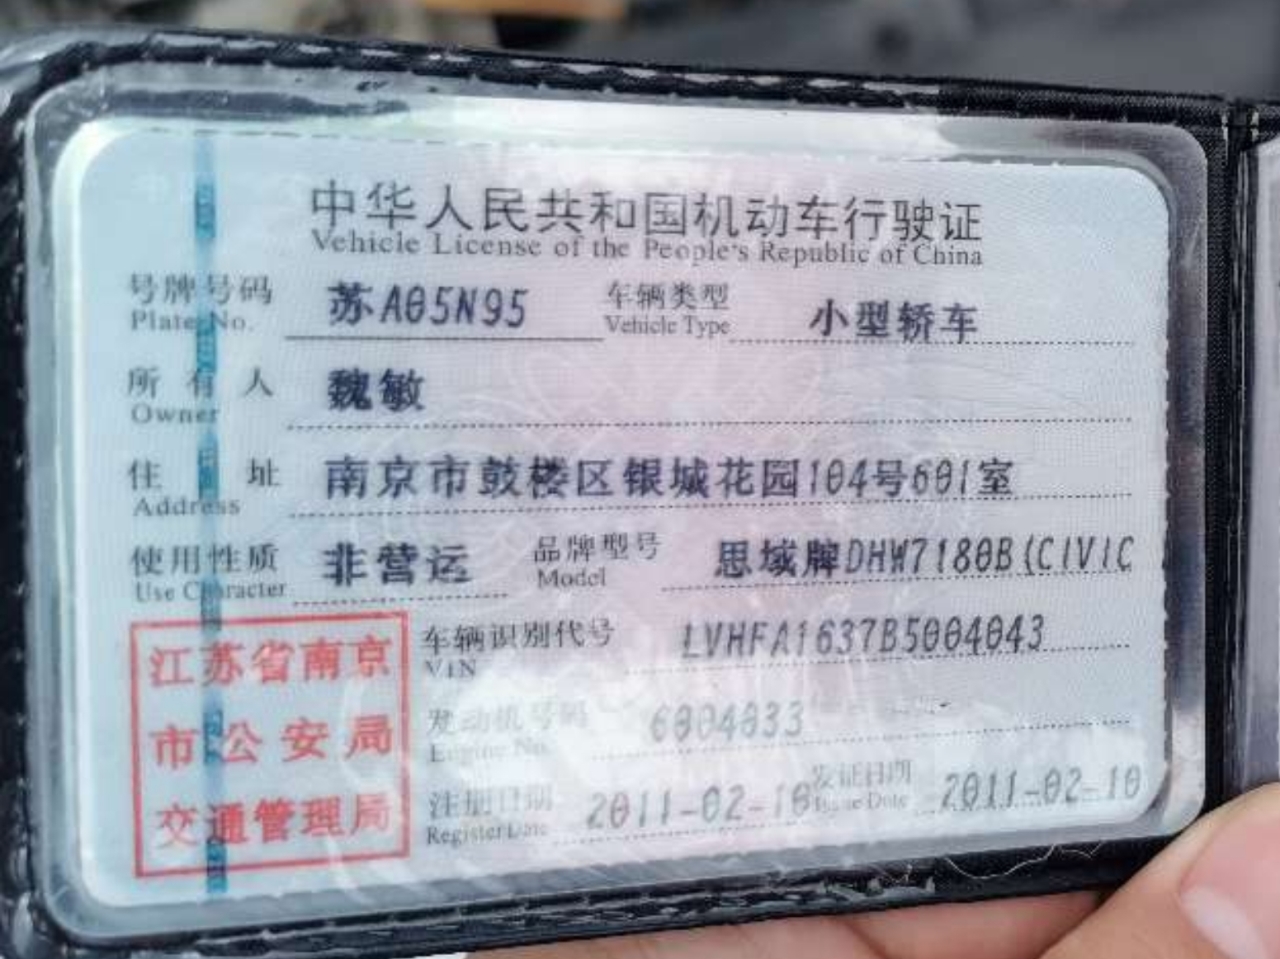 中华人民共和国机动车行驶证
Vehicle License of the People's Republic of China
号牌号码 苏A05N95 车辆类型 小型轿车
Plate No. Vehicle Type
所有人 魏敏
Owner
住址 南京市鼓楼区银城花园104号601室
Address
使用性质 非营运 品牌型号 思域牌DHW7180B(CIVIC
Use Character Model
江苏省南京
市公安局
交通管理局
车辆识别代号 LVHFA1637B5004043
VIN
发动机号码 6004033
Engine No.
注册日期 2011-02-10 发证日期 2011-02-10
Register Date Issue Date